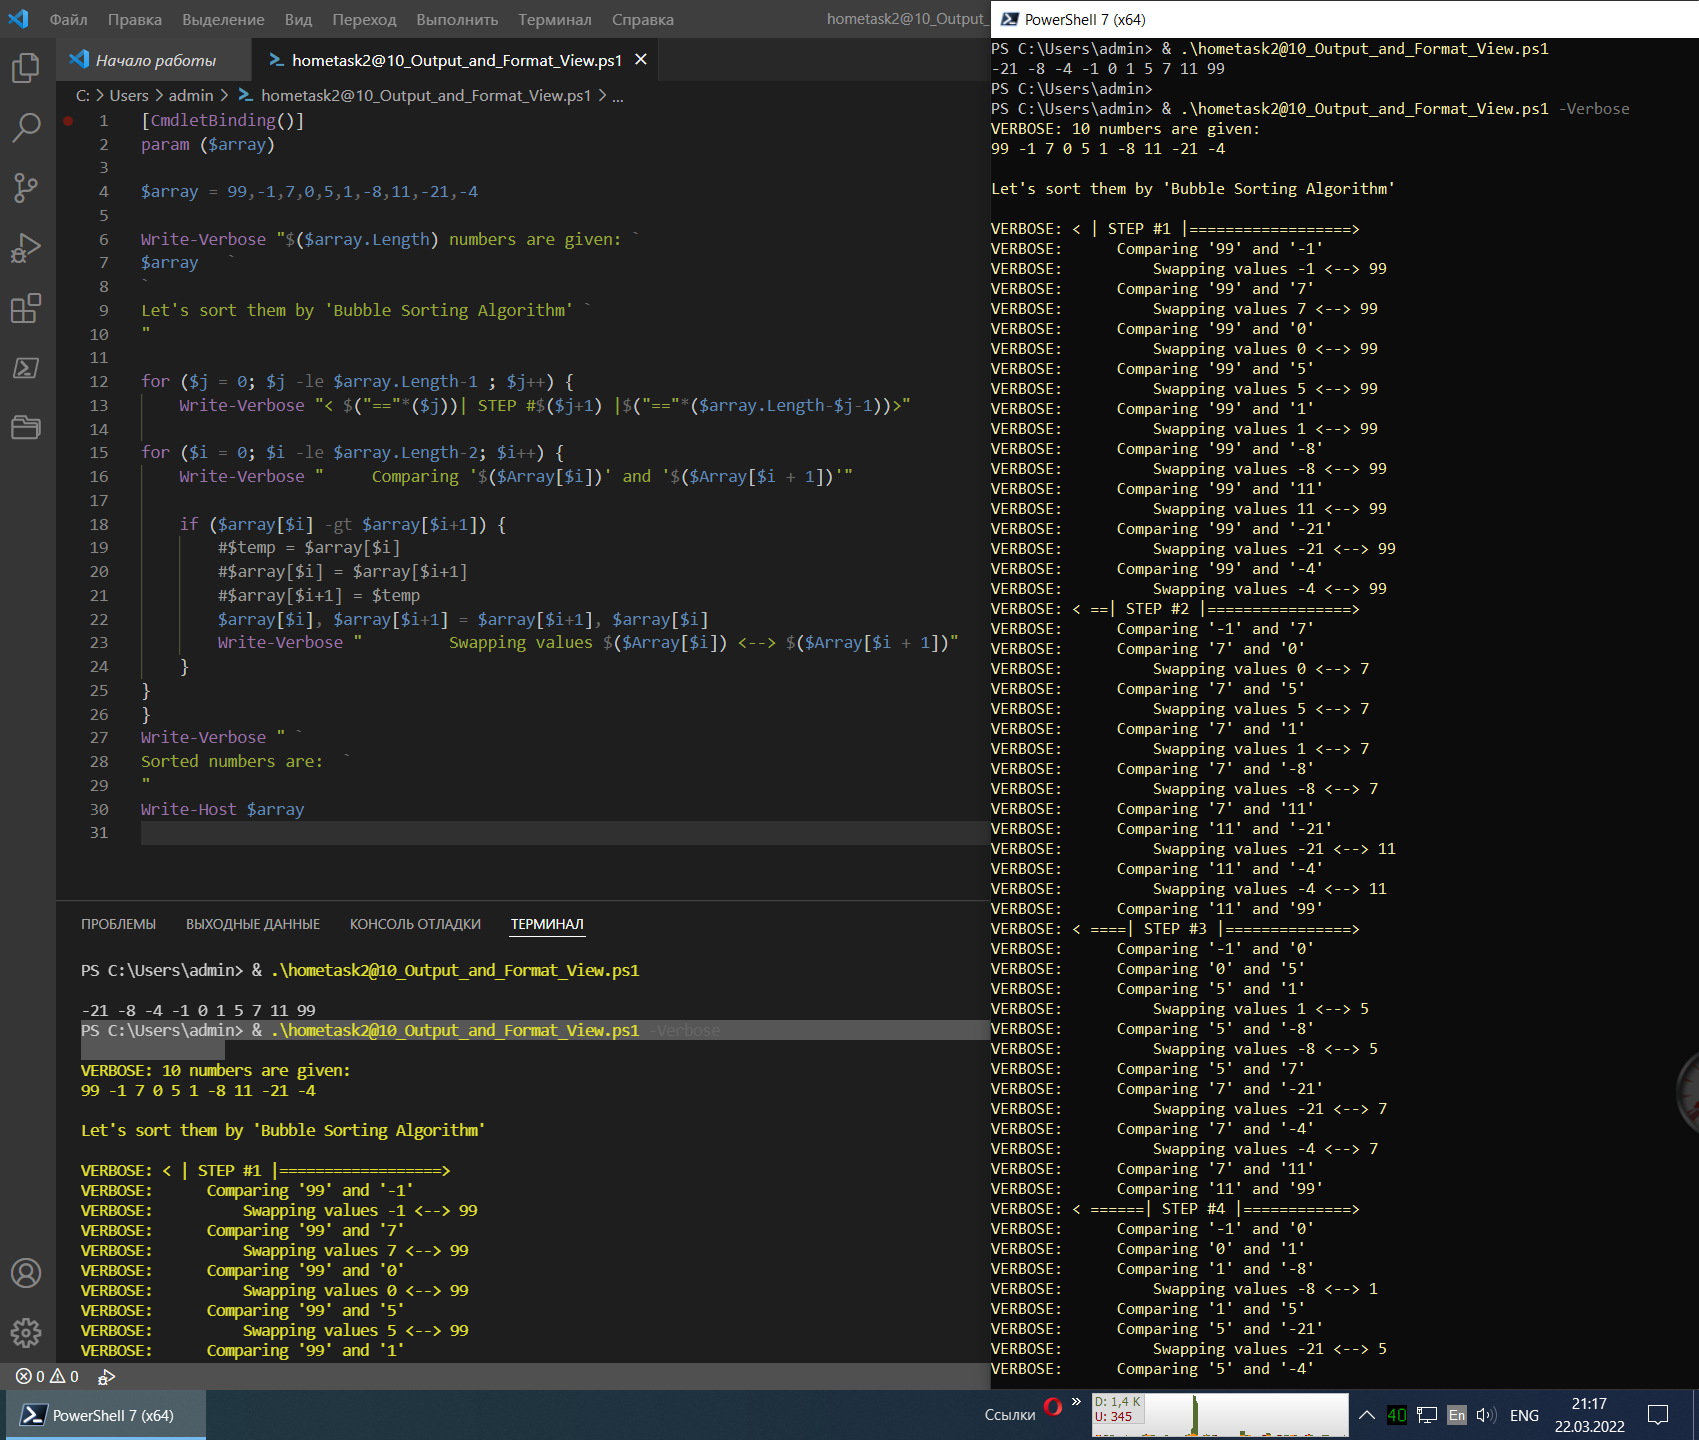 Файл Правка Выделение Вид Переход Выполнить Терминал Справка hometask2@10_Output_
Начало работы hometask2@10_Output_and_Format_View.ps1
C: > Users > admin > hometask2@10_Output_and_Format_View.ps1 > ...
1 [CmdletBinding()]
2 param ($array)
3
4 $array = 99,-1,7,0,5,1,-8,11,-21,-4
5
6 Write-Verbose "$($array.Length) numbers are given: `
7 $array   `
8 `
9 Let's sort them by 'Bubble Sorting Algorithm' `
10 "
11
12 for ($j = 0; $j -le $array.Length-1 ; $j++) {
13     Write-Verbose "< $("=="*($j))| STEP #$($j+1) |$("=="*($array.Length-$j-1))>"
14
15 for ($i = 0; $i -le $array.Length-2; $i++) {
16     Write-Verbose "     Comparing '$($Array[$i])' and '$($Array[$i + 1])'"
17
18     if ($array[$i] -gt $array[$i+1]) {
19         #$temp = $array[$i]
20         #$array[$i] = $array[$i+1]
21         #$array[$i+1] = $temp
22         $array[$i], $array[$i+1] = $array[$i+1], $array[$i]
23         Write-Verbose "         Swapping values $($Array[$i]) <--> $($Array[$i + 1])"
24     }
25 }
26 }
27 Write-Verbose " `
28 Sorted numbers are:  `
29 "
30 Write-Host $array
31
ПРОБЛЕМЫ ВЫХОДНЫЕ ДАННЫЕ КОНСОЛЬ ОТЛАДКИ ТЕРМИНАЛ
PS C:\Users\admin> & .\hometask2@10_Output_and_Format_View.ps1
-21 -8 -4 -1 0 1 5 7 11 99
PS C:\Users\admin> & .\hometask2@10_Output_and_Format_View.ps1 -Verbose
VERBOSE: 10 numbers are given:
99 -1 7 0 5 1 -8 11 -21 -4
Let's sort them by 'Bubble Sorting Algorithm'
VERBOSE: < | STEP #1 |==================>
VERBOSE:      Comparing '99' and '-1'
VERBOSE:          Swapping values -1 <--> 99
VERBOSE:      Comparing '99' and '7'
VERBOSE:          Swapping values 7 <--> 99
VERBOSE:      Comparing '99' and '0'
VERBOSE:          Swapping values 0 <--> 99
VERBOSE:      Comparing '99' and '5'
VERBOSE:          Swapping values 5 <--> 99
VERBOSE:      Comparing '99' and '1'
0 0
PowerShell 7 (x64)
PS C:\Users\admin> & .\hometask2@10_Output_and_Format_View.ps1
-21 -8 -4 -1 0 1 5 7 11 99
PS C:\Users\admin>
PS C:\Users\admin> & .\hometask2@10_Output_and_Format_View.ps1 -Verbose
VERBOSE: 10 numbers are given:
99 -1 7 0 5 1 -8 11 -21 -4
Let's sort them by 'Bubble Sorting Algorithm'
VERBOSE: < | STEP #1 |==================>
VERBOSE:      Comparing '99' and '-1'
VERBOSE:          Swapping values -1 <--> 99
VERBOSE:      Comparing '99' and '7'
VERBOSE:          Swapping values 7 <--> 99
VERBOSE:      Comparing '99' and '0'
VERBOSE:          Swapping values 0 <--> 99
VERBOSE:      Comparing '99' and '5'
VERBOSE:          Swapping values 5 <--> 99
VERBOSE:      Comparing '99' and '1'
VERBOSE:          Swapping values 1 <--> 99
VERBOSE:      Comparing '99' and '-8'
VERBOSE:          Swapping values -8 <--> 99
VERBOSE:      Comparing '99' and '11'
VERBOSE:          Swapping values 11 <--> 99
VERBOSE:      Comparing '99' and '-21'
VERBOSE:          Swapping values -21 <--> 99
VERBOSE:      Comparing '99' and '-4'
VERBOSE:          Swapping values -4 <--> 99
VERBOSE: < ==| STEP #2 |================>
VERBOSE:      Comparing '-1' and '7'
VERBOSE:      Comparing '7' and '0'
VERBOSE:          Swapping values 0 <--> 7
VERBOSE:      Comparing '7' and '5'
VERBOSE:          Swapping values 5 <--> 7
VERBOSE:      Comparing '7' and '1'
VERBOSE:          Swapping values 1 <--> 7
VERBOSE:      Comparing '7' and '-8'
VERBOSE:          Swapping values -8 <--> 7
VERBOSE:      Comparing '7' and '11'
VERBOSE:      Comparing '11' and '-21'
VERBOSE:          Swapping values -21 <--> 11
VERBOSE:      Comparing '11' and '-4'
VERBOSE:          Swapping values -4 <--> 11
VERBOSE:      Comparing '11' and '99'
VERBOSE: < ====| STEP #3 |==============>
VERBOSE:      Comparing '-1' and '0'
VERBOSE:      Comparing '0' and '5'
VERBOSE:      Comparing '5' and '1'
VERBOSE:          Swapping values 1 <--> 5
VERBOSE:      Comparing '5' and '-8'
VERBOSE:          Swapping values -8 <--> 5
VERBOSE:      Comparing '5' and '7'
VERBOSE:      Comparing '7' and '-21'
VERBOSE:          Swapping values -21 <--> 7
VERBOSE:      Comparing '7' and '-4'
VERBOSE:          Swapping values -4 <--> 7
VERBOSE:      Comparing '7' and '11'
VERBOSE:      Comparing '11' and '99'
VERBOSE: < ======| STEP #4 |============>
VERBOSE:      Comparing '-1' and '0'
VERBOSE:      Comparing '0' and '1'
VERBOSE:      Comparing '1' and '-8'
VERBOSE:          Swapping values -8 <--> 1
VERBOSE:      Comparing '1' and '5'
VERBOSE:      Comparing '5' and '-21'
VERBOSE:          Swapping values -21 <--> 5
VERBOSE:      Comparing '5' and '-4'
PowerShell 7 (x64)
Ссылки »
D: 1,4 K
U: 345
40 En ENG
21:17
22.03.2022